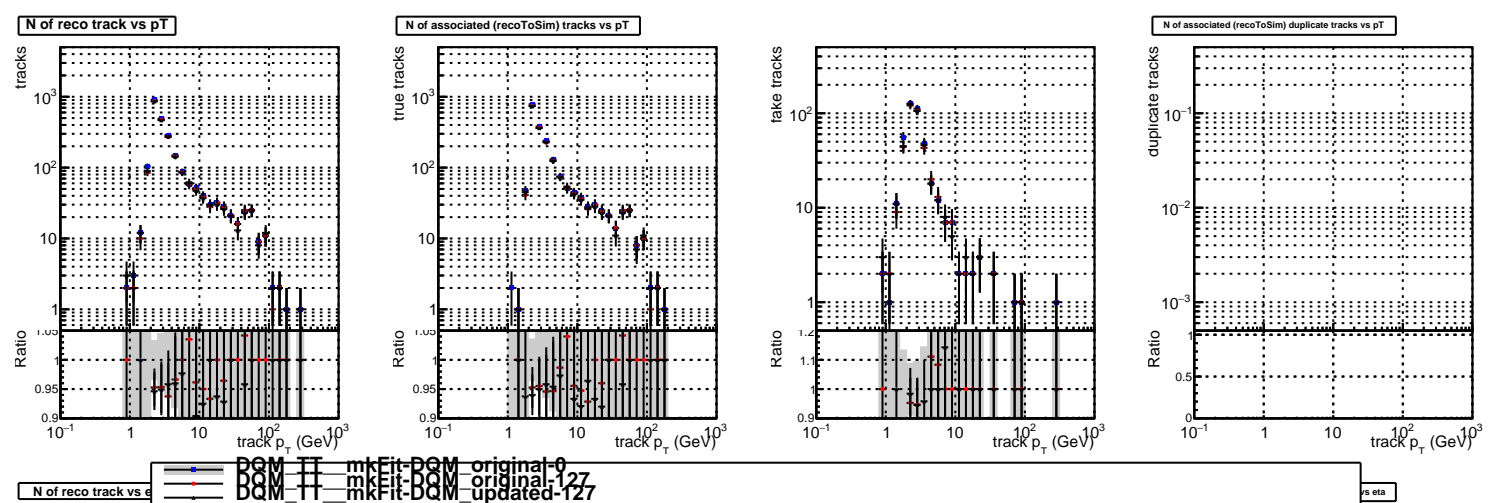 N of reco track vs pT
N of associated (recoToSim) tracks vs pT
N of associated (recoToSim) duplicate tracks vs pT
tracks
10³
10²
10
1
true tracks
10³
10²
10
1
fake tracks
10²
10
1
duplicate tracks
10⁻¹
10⁻²
10⁻³
Ratio
1.05
1
0.95
0.9
Ratio
1.05
1
0.95
0.9
Ratio
1.2
1.1
1
0.9
Ratio
1
0.5
0
10⁻¹ 1 10 10² 10³
track p_T (GeV)
10⁻¹ 1 10 10² 10³
track p_T (GeV)
10⁻¹ 1 10 10² 10³
track p_T (GeV)
10⁻¹ 1 10 10² 10³
track p_T (GeV)
DQM_TT__mkFit-DQM_original-0
DQM_TT__mkFit-DQM_original-127
DQM_TT__mkFit-DQM_updated-127
N of reco track vs e
vs eta